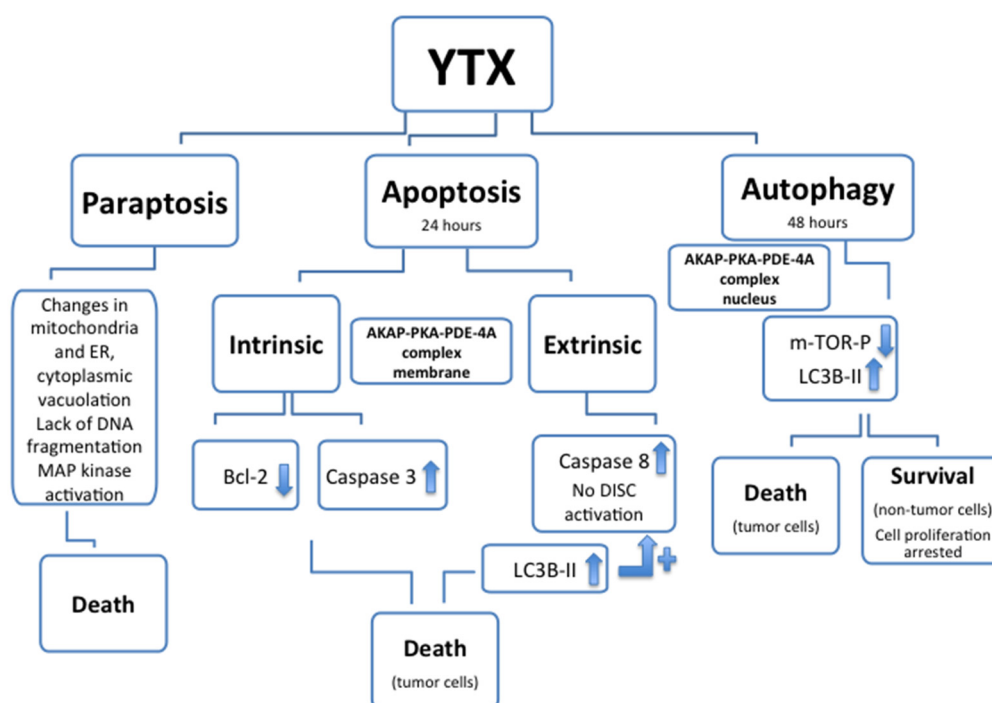 YTX
Paraptosis
Apoptosis
24 hours
Autophagy
48 hours
AKAP-PKA-PDE-4A
complex
nucleus
Changes in
mitochondria
and ER,
cytoplasmic
vacuolation
Lack of DNA
fragmentation
MAP kinase
activation
Intrinsic
AKAP-PKA-PDE-4A
complex
membrane
Extrinsic
m-TOR-P
LC3B-II
Bcl-2
Caspase 3
Caspase 8
No DISC
activation
Death
(tumor cells)
Survival
(non-tumor cells)
Cell proliferation
arrested
LC3B-II
Death
Death
(tumor cells)